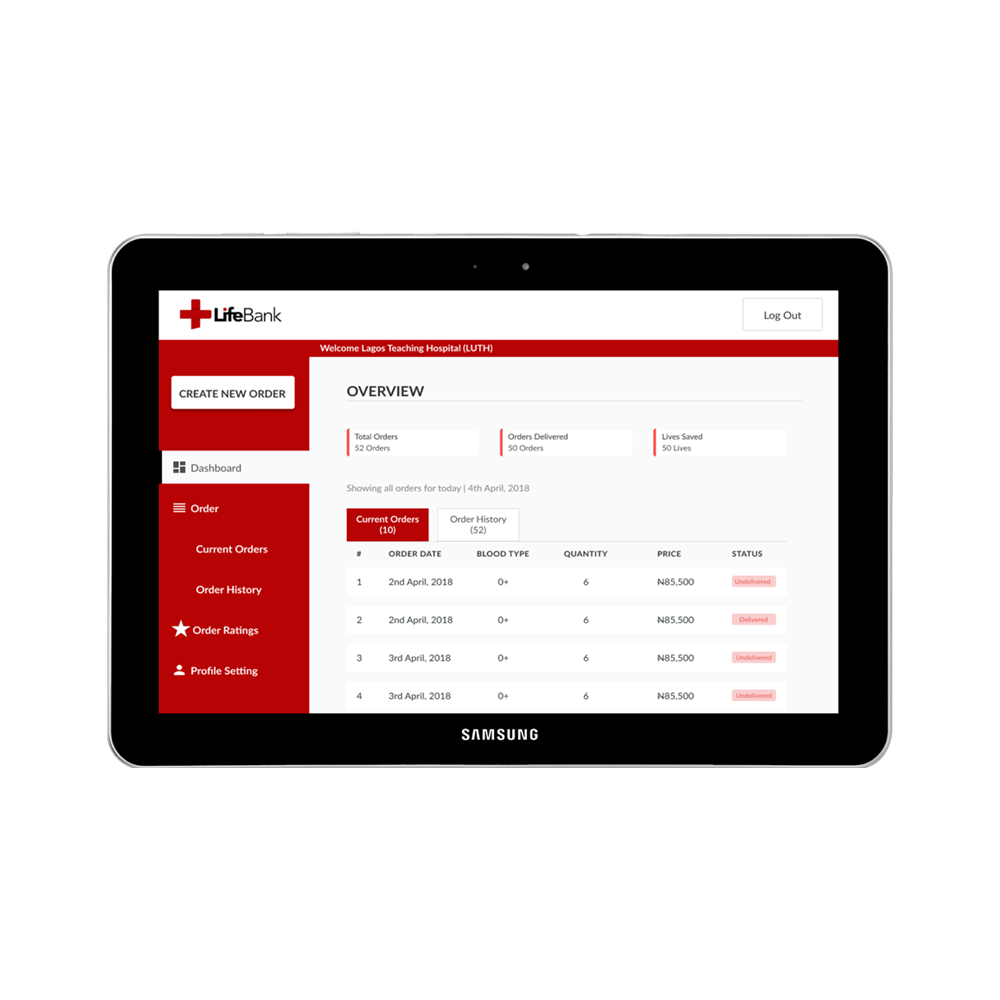 LifeBank
Log Out
Welcome Lagos Teaching Hospital (LUTH)
CREATE NEW ORDER
Dashboard
Order
Current Orders
Order History
Order Ratings
Profile Setting
OVERVIEW
Total Orders
52 Orders
Orders Delivered
50 Orders
Lives Saved
50 Lives
Showing all orders for today | 4th April, 2018
Current Orders
(10)
Order History
(52)
# ORDER DATE BLOOD TYPE QUANTITY PRICE STATUS
1 2nd April, 2018 0+ 6 ₦85,500 Undelivered
2 2nd April, 2018 0+ 6 ₦85,500 Delivered
3 3rd April, 2018 0+ 6 ₦85,500 Undelivered
4 3rd April, 2018 0+ 6 ₦85,500 Undelivered
SAMSUNG